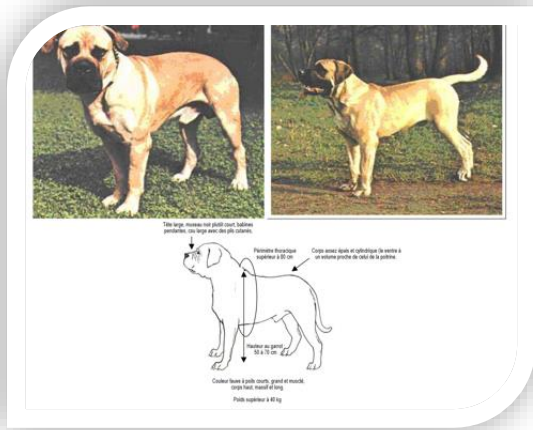 Tête large, museau noir plutôt court, babines
pendantes, cou large avec des plis cutanés.
Périmètre thoracique
supérieur à 80 cm
Corps assez épais et cylindrique (le ventre a
un volume proche de celui de la poitrine.
Hauteur au garrot
50 à 70 cm
Couleur fauve à poils courts, grand et musclé,
corps haut, massif et long.
Poids supérieur à 40 kg